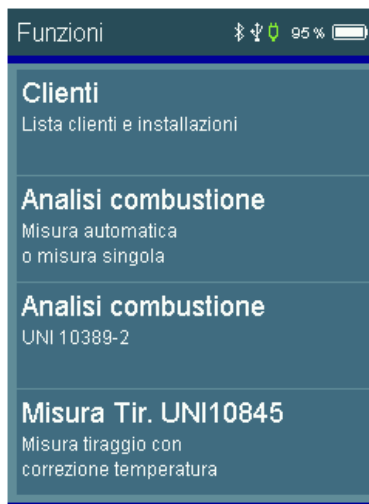 Funzioni 95 %
Clienti
Lista clienti e installazioni
Analisi combustione
Misura automatica
o misura singola
Analisi combustione
UNI 10389-2
Misura Tir. UNI10845
Misura tiraggio con
correzione temperatura